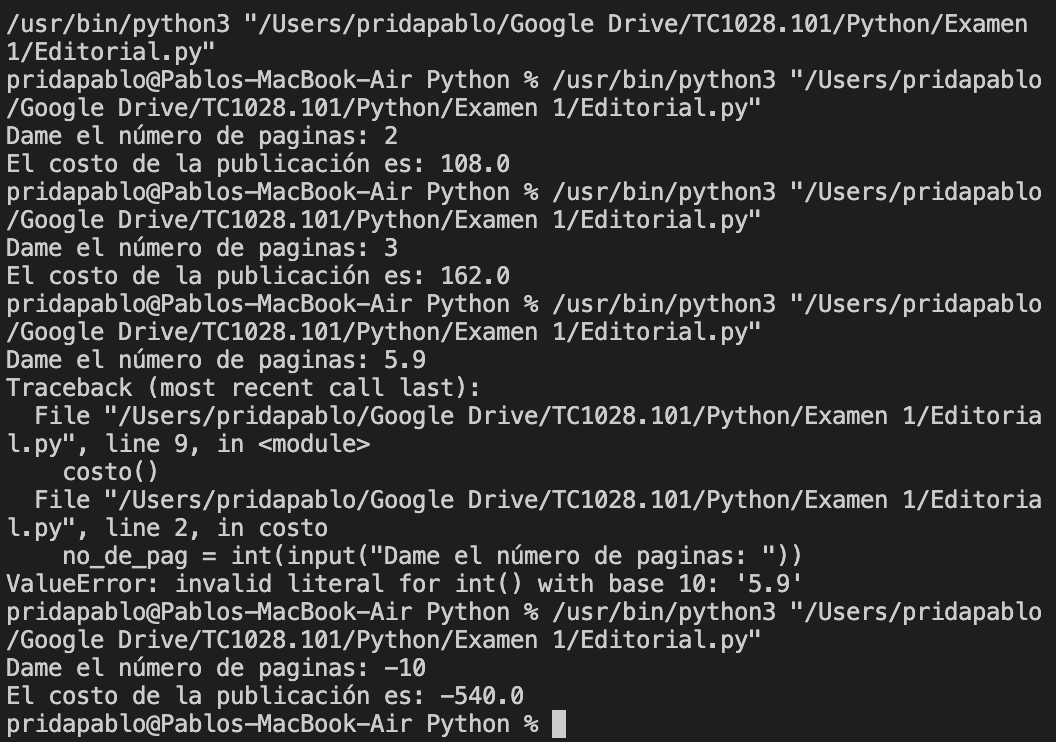 /usr/bin/python3 "/Users/pridapablo/Google Drive/TC1028.101/Python/Examen
1/Editorial.py"
pridapablo@Pablos-MacBook-Air Python % /usr/bin/python3 "/Users/pridapablo
/Google Drive/TC1028.101/Python/Examen 1/Editorial.py"
Dame el número de paginas: 2
El costo de la publicación es: 108.0
pridapablo@Pablos-MacBook-Air Python % /usr/bin/python3 "/Users/pridapablo
/Google Drive/TC1028.101/Python/Examen 1/Editorial.py"
Dame el número de paginas: 3
El costo de la publicación es: 162.0
pridapablo@Pablos-MacBook-Air Python % /usr/bin/python3 "/Users/pridapablo
/Google Drive/TC1028.101/Python/Examen 1/Editorial.py"
Dame el número de paginas: 5.9
Traceback (most recent call last):
  File "/Users/pridapablo/Google Drive/TC1028.101/Python/Examen 1/Editoria
l.py", line 9, in <module>
    costo()
  File "/Users/pridapablo/Google Drive/TC1028.101/Python/Examen 1/Editoria
l.py", line 2, in costo
    no_de_pag = int(input("Dame el número de paginas: "))
ValueError: invalid literal for int() with base 10: '5.9'
pridapablo@Pablos-MacBook-Air Python % /usr/bin/python3 "/Users/pridapablo
/Google Drive/TC1028.101/Python/Examen 1/Editorial.py"
Dame el número de paginas: -10
El costo de la publicación es: -540.0
pridapablo@Pablos-MacBook-Air Python %